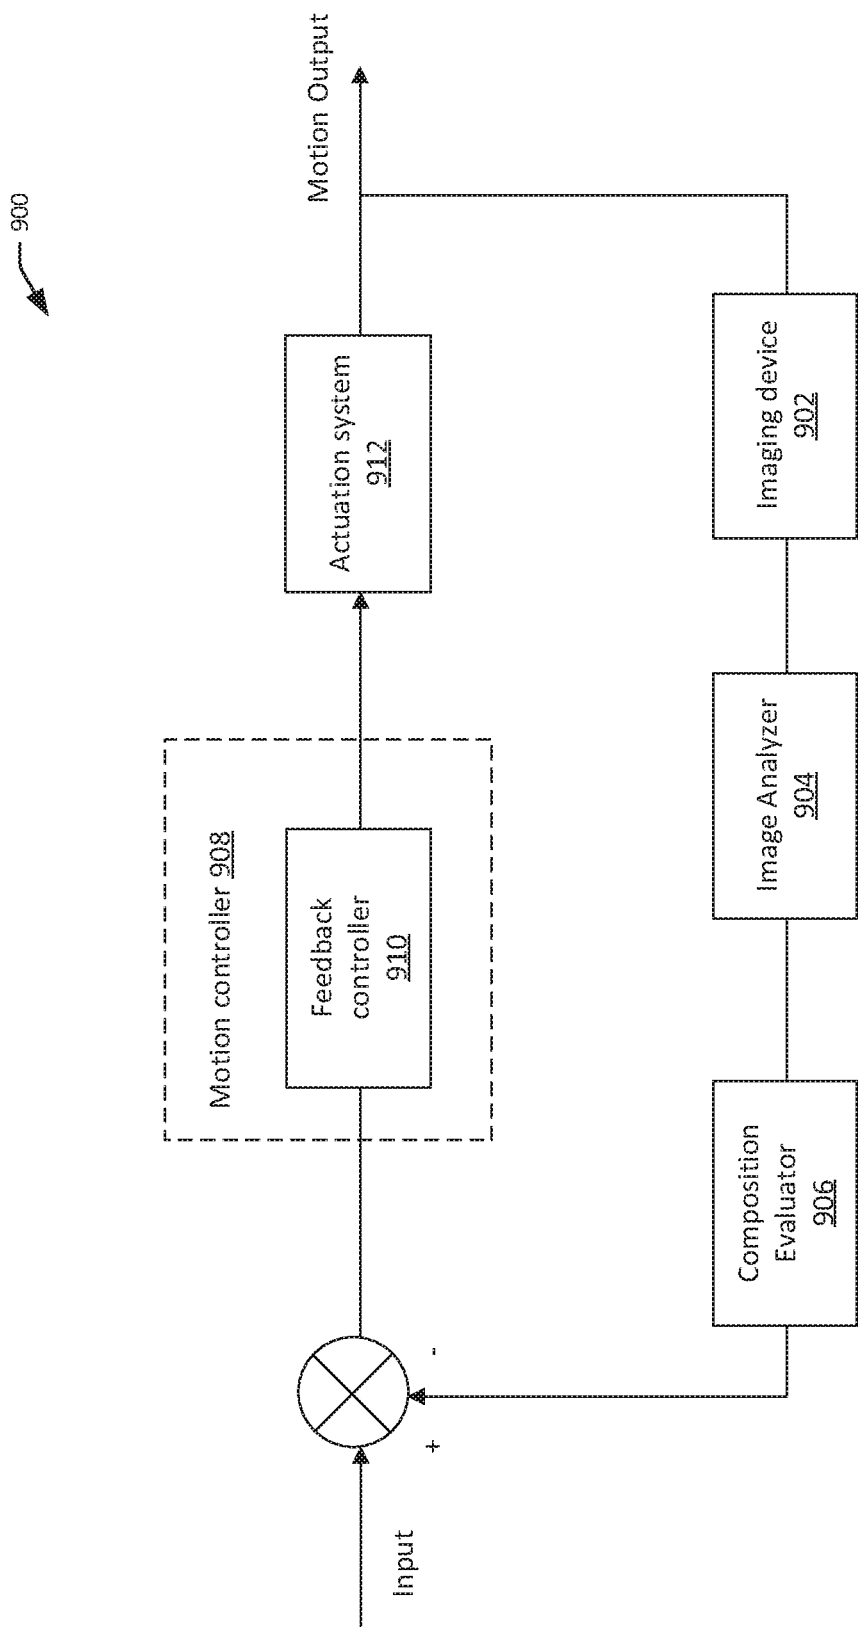 900
Input
+
-
Motion controller 908
Feedback
controller
910
Actuation system
912
Motion Output
Composition
Evaluator
906
Image Analyzer
904
Imaging device
902